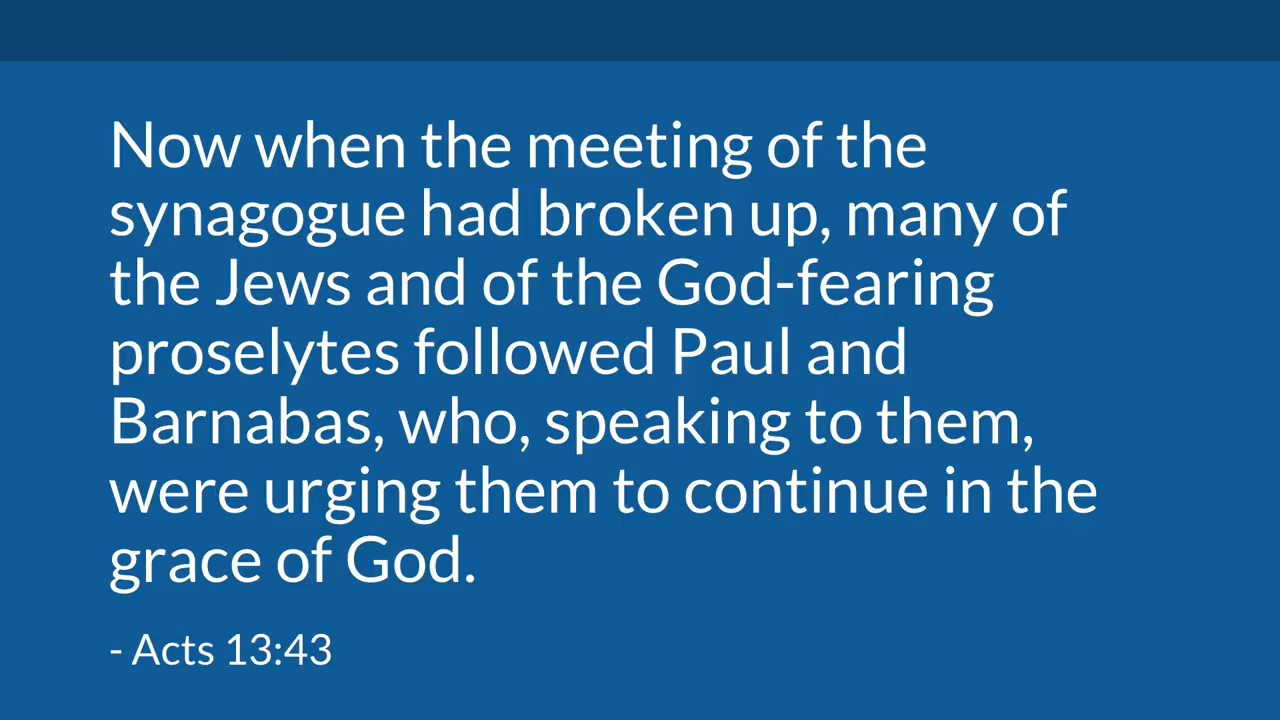 Now when the meeting of the
synagogue had broken up, many of
the Jews and of the God-fearing
proselytes followed Paul and
Barnabas, who, speaking to them,
were urging them to continue in the
grace of God.
- Acts 13:43